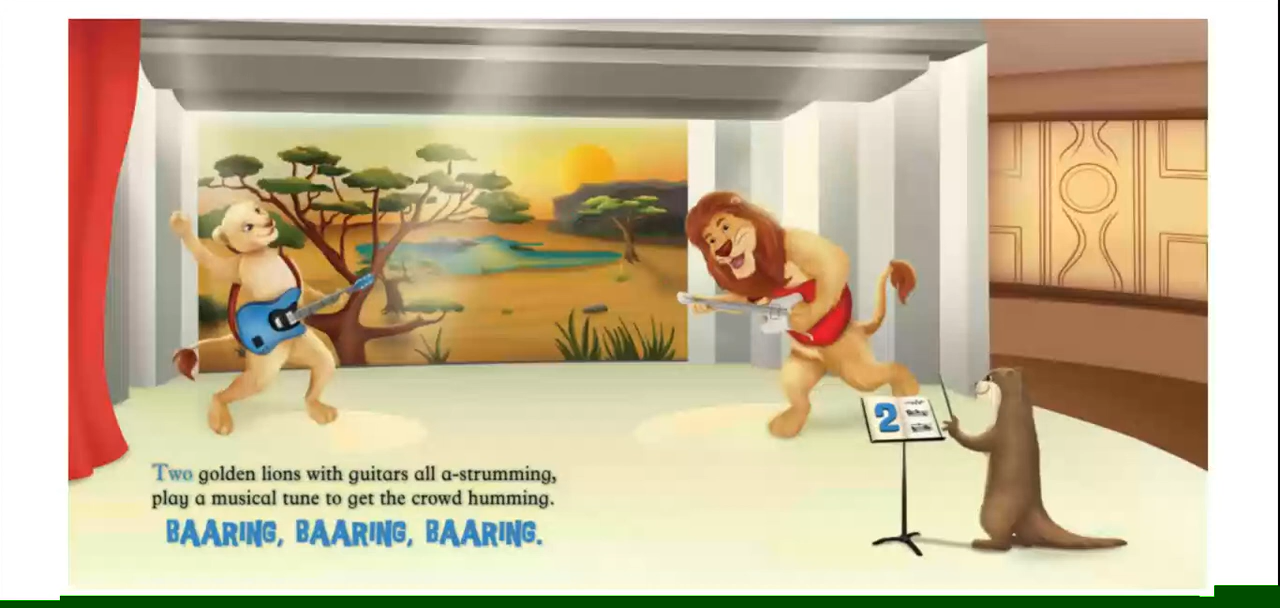 2
Two golden lions with guitars all a-strumming,
play a musical tune to get the crowd humming.
BAARING, BAARING, BAARING.